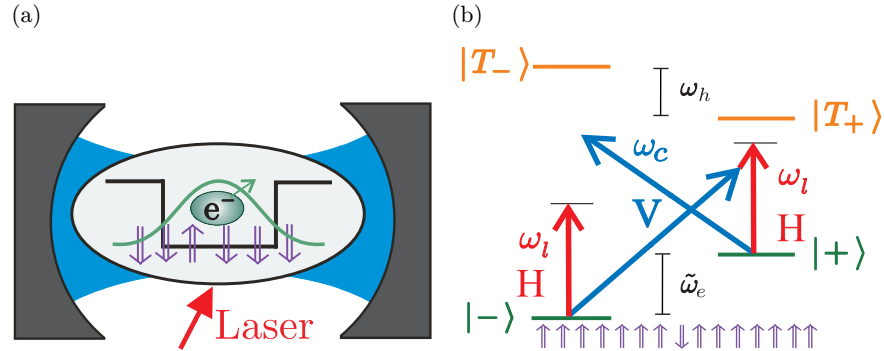 (a)
e⁻
Laser
(b)
|T₋⟩
ω_h
|T₊⟩
ω_c
ω_l
V
ω_l
H
H
|+⟩
ω̃_e
|−⟩